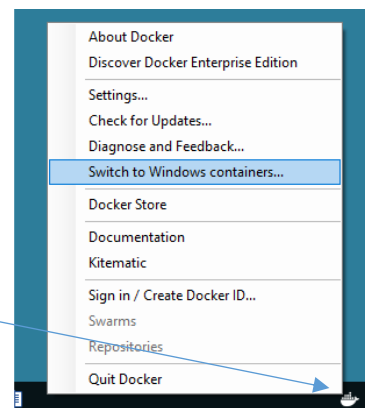 About Docker
Discover Docker Enterprise Edition
Settings...
Check for Updates...
Diagnose and Feedback...
Switch to Windows containers...
Docker Store
Documentation
Kitematic
Sign in / Create Docker ID...
Swarms
Repositories
Quit Docker